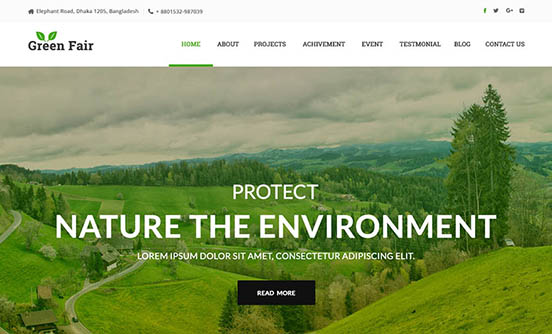 Elephant Road, Dhaka 1205, Bangladesh + 8801532-987039
Green Fair
HOME ABOUT PROJECTS ACHIVEMENT EVENT TESTMONIAL BLOG CONTACT US
PROTECT
NATURE THE ENVIRONMENT
LOREM IPSUM DOLOR SIT AMET, CONSECTETUR ADIPISCING ELIT.
READ MORE